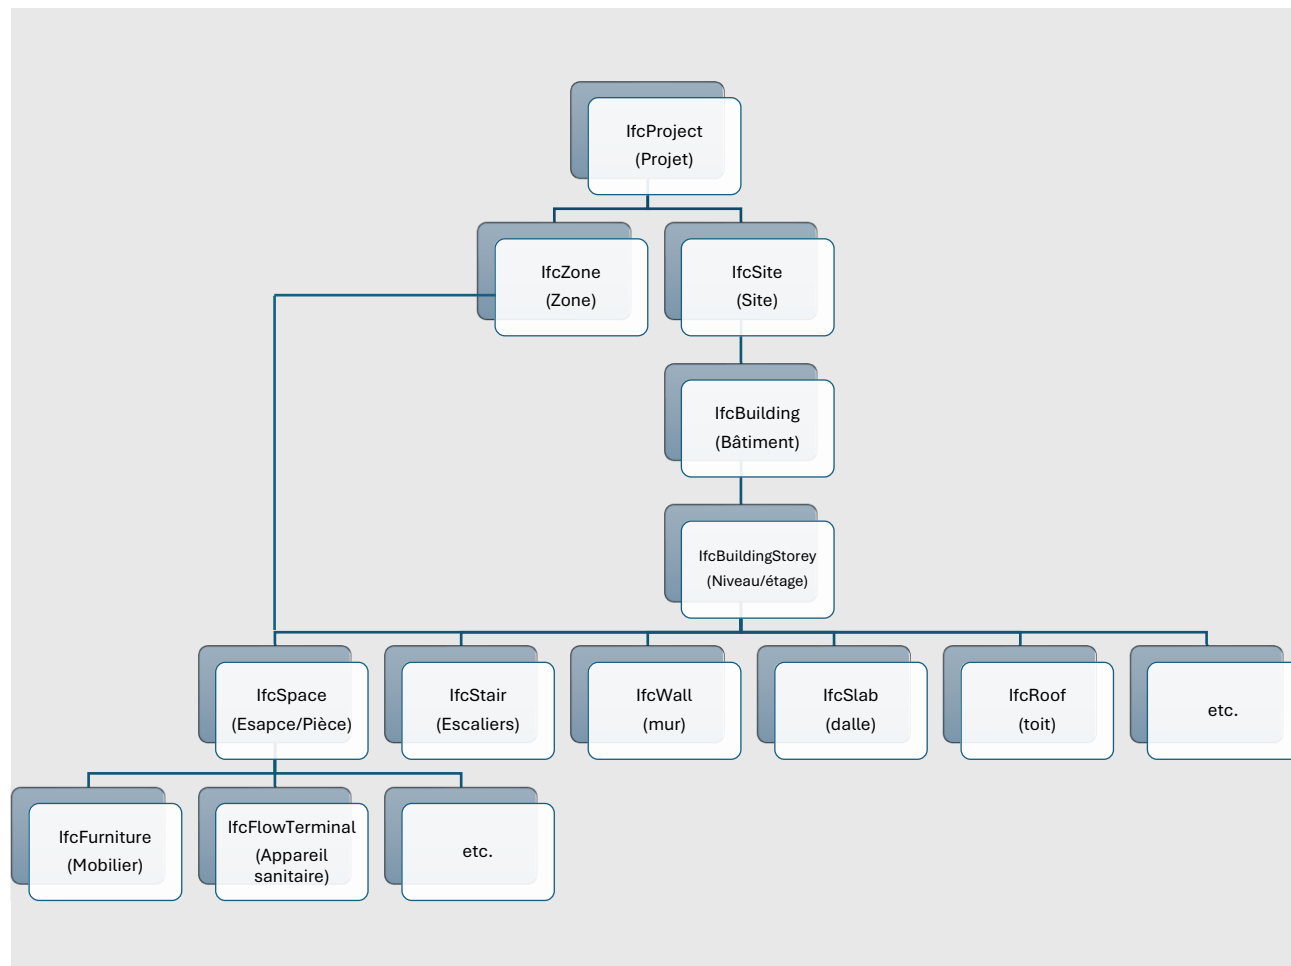 IfcProject
(Projet)
IfcZone
(Zone)
IfcSite
(Site)
IfcBuilding
(Bâtiment)
IfcBuildingStorey
(Niveau/étage)
IfcSpace
(Esapce/Pièce)
IfcStair
(Escaliers)
IfcWall
(mur)
IfcSlab
(dalle)
IfcRoof
(toit)
etc.
IfcFurniture
(Mobilier)
IfcFlowTerminal
(Appareil
sanitaire)
etc.